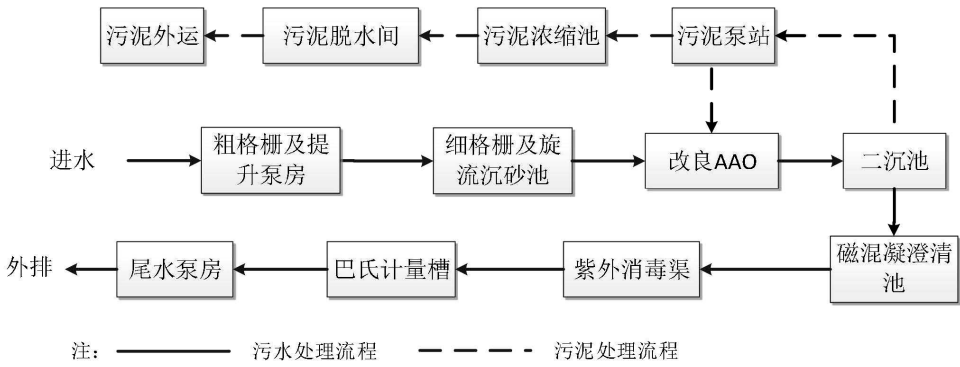 污泥外运
污泥脱水间
污泥浓缩池
污泥泵站
进水
粗格栅及提
升泵房
细格栅及旋
流沉砂池
改良AAO
二沉池
外排
尾水泵房
巴氏计量槽
紫外消毒渠
磁混凝澄清
池
注：
污水处理流程
污泥处理流程